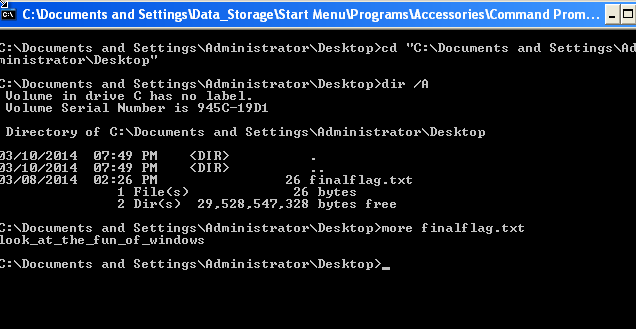 C:\Documents and Settings\Data_Storage\Start Menu\Programs\Accessories\Command Prom...
C:\Documents and Settings\Administrator\Desktop>cd "C:\Documents and Settings\Ad
ministrator\Desktop"
C:\Documents and Settings\Administrator\Desktop>dir /A
Volume in drive C has no label.
Volume Serial Number is 945C-19D1
Directory of C:\Documents and Settings\Administrator\Desktop
03/10/2014  07:49 PM    <DIR>          .
03/10/2014  07:49 PM    <DIR>          ..
03/08/2014  02:26 PM                26 finalflag.txt
1 File(s)             26 bytes
2 Dir(s)  29,528,547,328 bytes free
C:\Documents and Settings\Administrator\Desktop>more finalflag.txt
look_at_the_fun_of_windows
C:\Documents and Settings\Administrator\Desktop>_